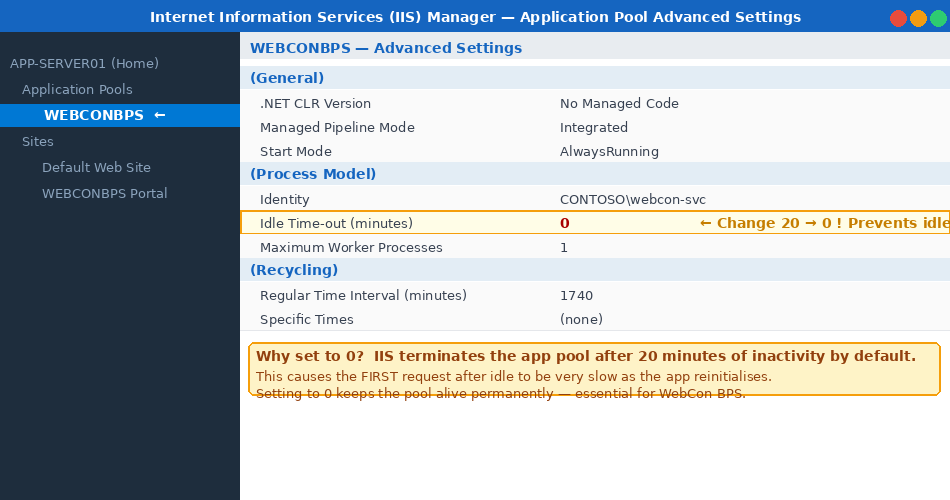 Internet Information Services (IIS) Manager — Application Pool Advanced Settings
APP-SERVER01 (Home)
Application Pools
WEBCONBPS ←
Sites
Default Web Site
WEBCONBPS Portal
WEBCONBPS — Advanced Settings
(General)
.NET CLR Version No Managed Code
Managed Pipeline Mode Integrated
Start Mode AlwaysRunning
(Process Model)
Identity CONTOSO\webcon-svc
Idle Time-out (minutes) 0 ← Change 20 → 0 ! Prevents idle
Maximum Worker Processes 1
(Recycling)
Regular Time Interval (minutes) 1740
Specific Times (none)
Why set to 0? IIS terminates the app pool after 20 minutes of inactivity by default.
This causes the FIRST request after idle to be very slow as the app reinitialises.
Setting to 0 keeps the pool alive permanently — essential for WebCon BPS.